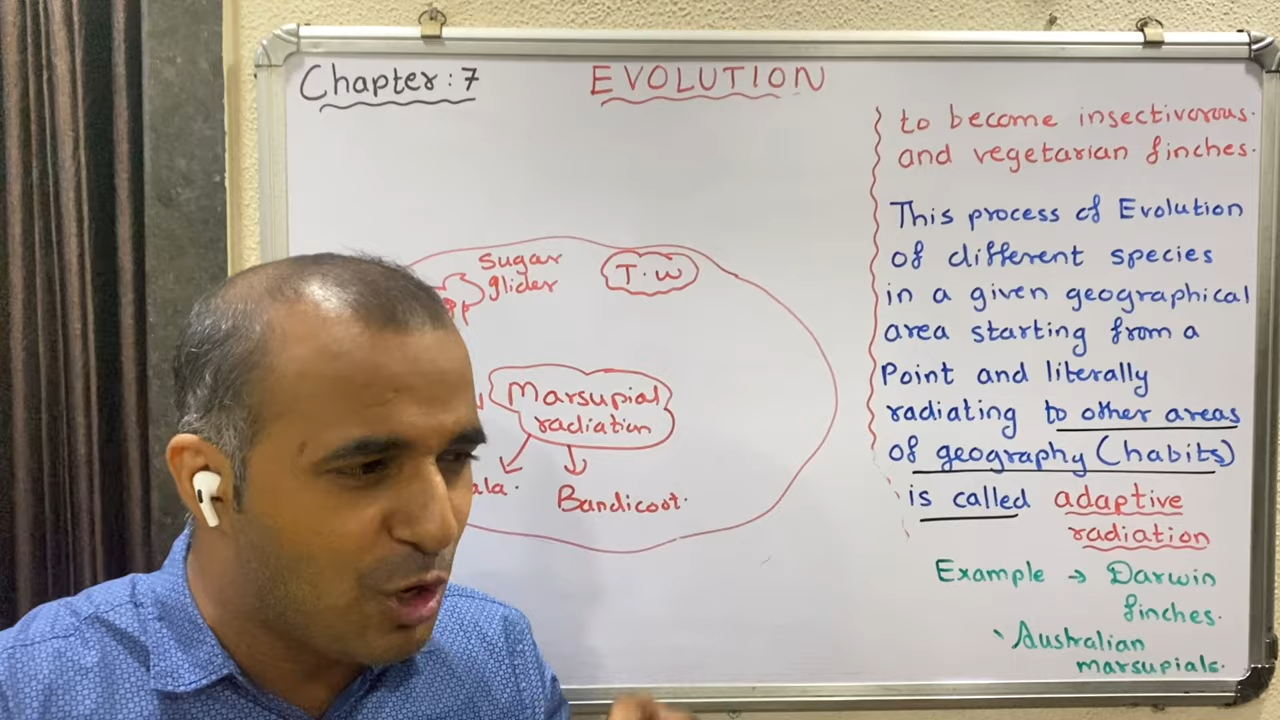 Chapter : 7
EVOLUTION
to become insectivorous.
and vegetarian finches.
This process of Evolution
of different species
in a given geographical
area starting from a
Point and literally
radiating to other areas
of geography (habits)
is called adaptive
radiation
Example → Darwin
finches.
Australian
marsupials.
Sugar
glider
T.W
Marsupial
radiation
ala.
Bandicoot.